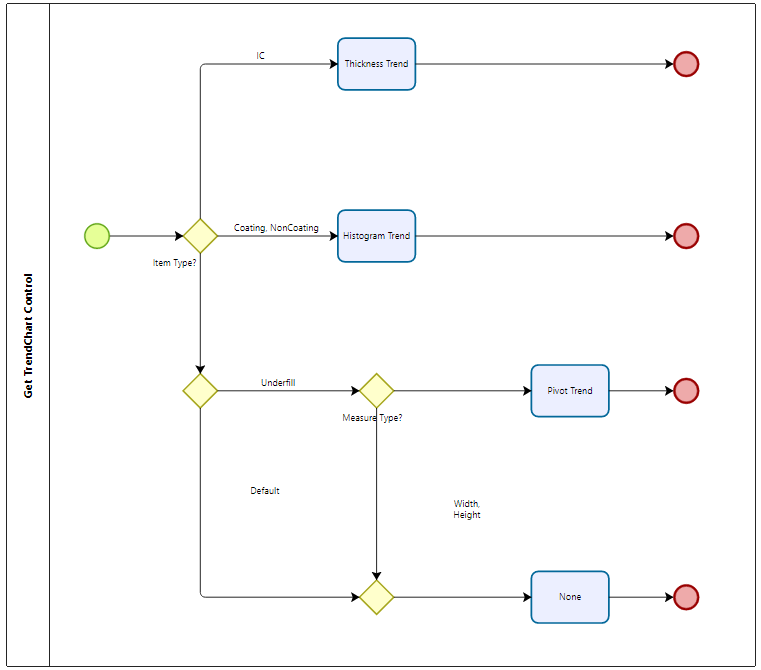 Get TrendChart Control
IC
Thickness Trend
Coating, NonCoating
Histogram Trend
Item Type?
Underfill
Pivot Trend
Measure Type?
Default
Width,
Height
None